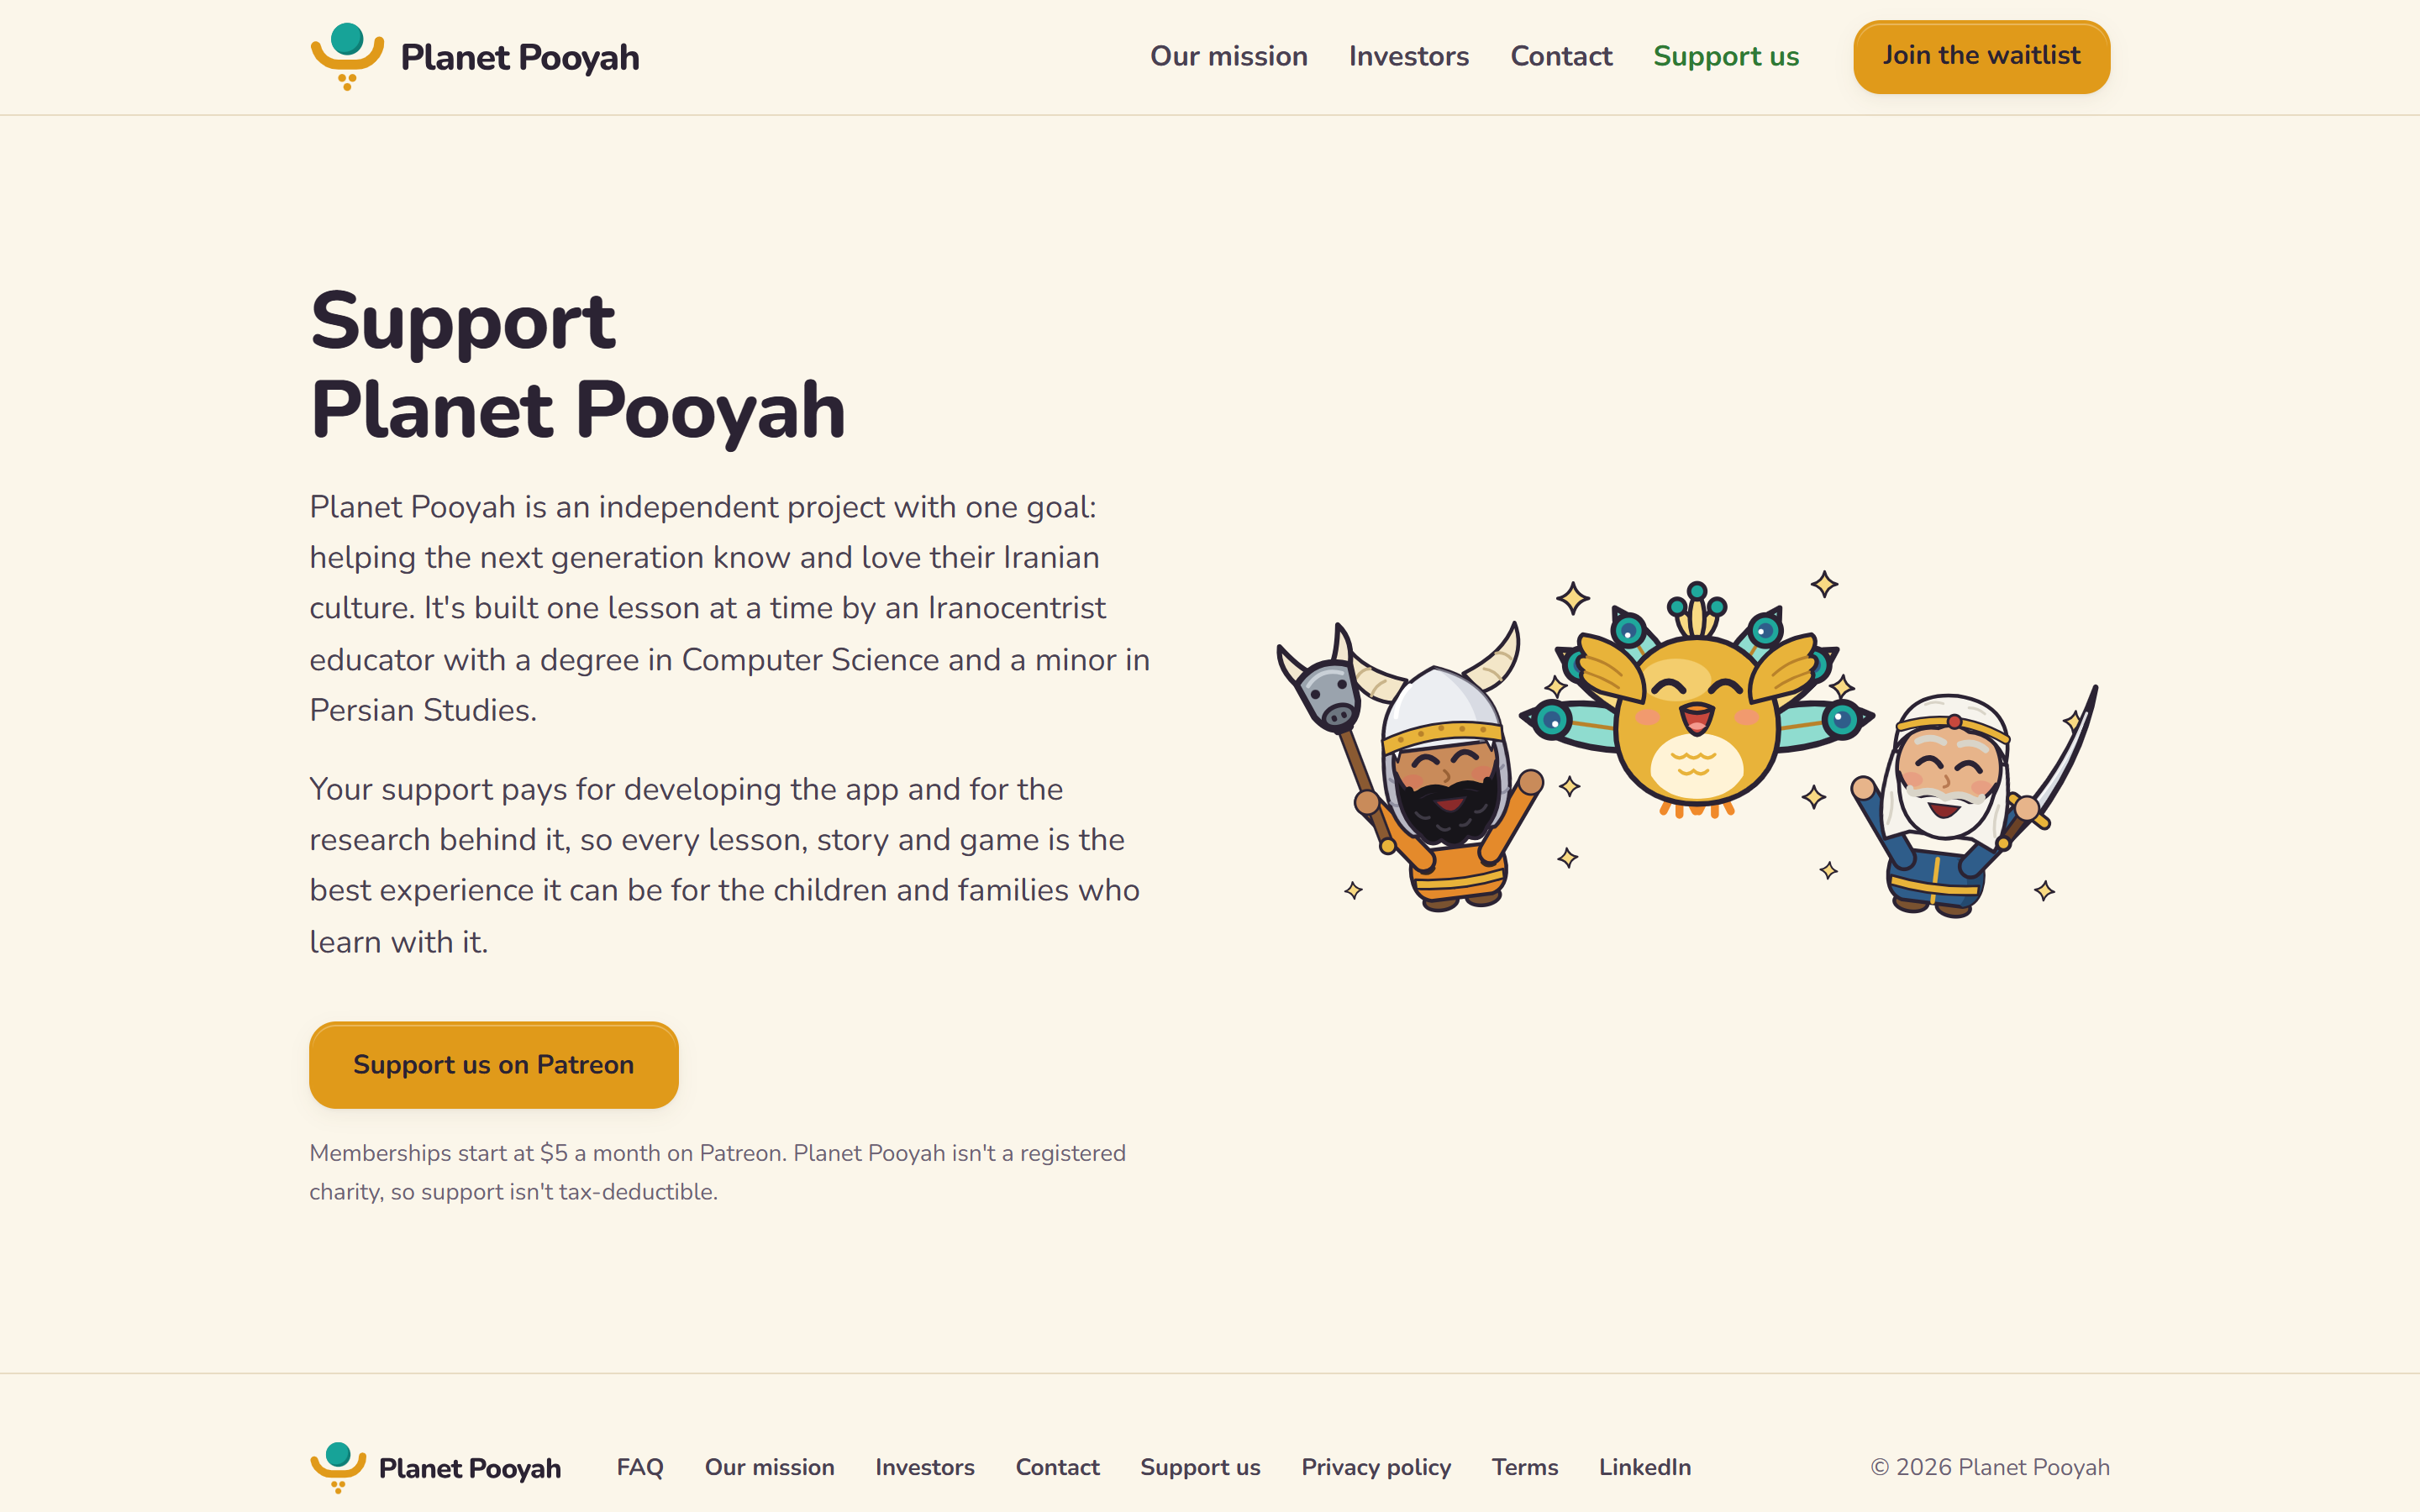 Planet Pooyah
Our mission
Investors
Contact
Support us
Join the waitlist
Support
Planet Pooyah
Planet Pooyah is an independent project with one goal:
helping the next generation know and love their Iranian
culture. It's built one lesson at a time by an Iranocentrist
educator with a degree in Computer Science and a minor in
Persian Studies.
Your support pays for developing the app and for the
research behind it, so every lesson, story and game is the
best experience it can be for the children and families who
learn with it.
Support us on Patreon
Memberships start at $5 a month on Patreon. Planet Pooyah isn't a registered
charity, so support isn't tax-deductible.
Planet Pooyah
FAQ
Our mission
Investors
Contact
Support us
Privacy policy
Terms
LinkedIn
© 2026 Planet Pooyah